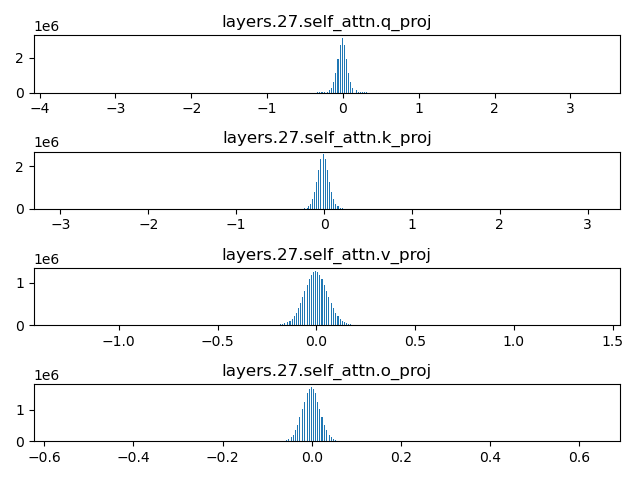 layers.27.self_attn.q_proj
1e6
2
0
−4 −3 −2 −1 0 1 2 3
layers.27.self_attn.k_proj
1e6
2
0
−3 −2 −1 0 1 2 3
layers.27.self_attn.v_proj
1e6
1
0
−1.0 −0.5 0.0 0.5 1.0 1.5
layers.27.self_attn.o_proj
1e6
1
0
−0.6 −0.4 −0.2 0.0 0.2 0.4 0.6